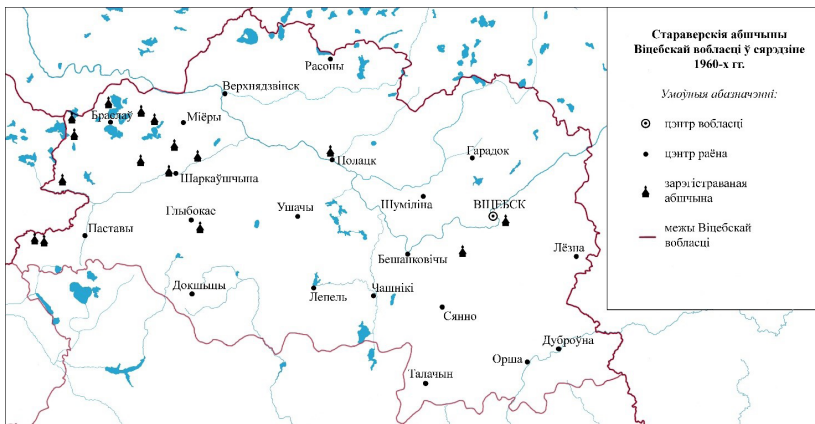 Стараверскія абшчыны
Віцебскай вобласці ў сярэдзіне
1960-х гг.
Умоўныя абазначэнні:
цэнтр вобласці
цэнтр раёна
зарэгістраваная
абшчына
межы Віцебскай
вобласці
Расоны
Верхнядзвінск
Браслаў
Міёры
Полацк
Гарадок
Шаркаўшчына
Шуміліна
ВІЦЕБСК
Глыбокае
Ушачы
Паставы
Бешанковічы
Лёзна
Докшыцы
Лепель
Чашнікі
Сянно
Дуброўна
Орша
Талачын